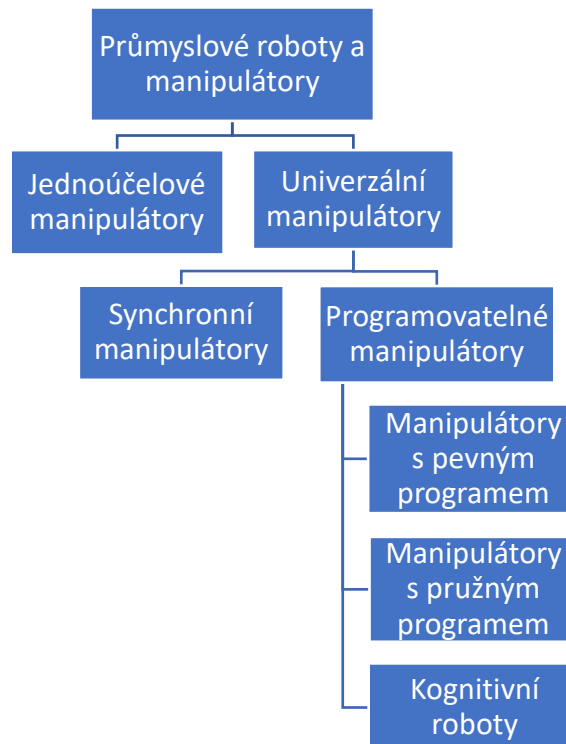 Průmyslové roboty a
manipulátory
Jednoúčelové
manipulátory
Univerzální
manipulátory
Synchronní
manipulátory
Programovatelné
manipulátory
Manipulátory
s pevným
programem
Manipulátory
s pružným
programem
Kognitivní
roboty